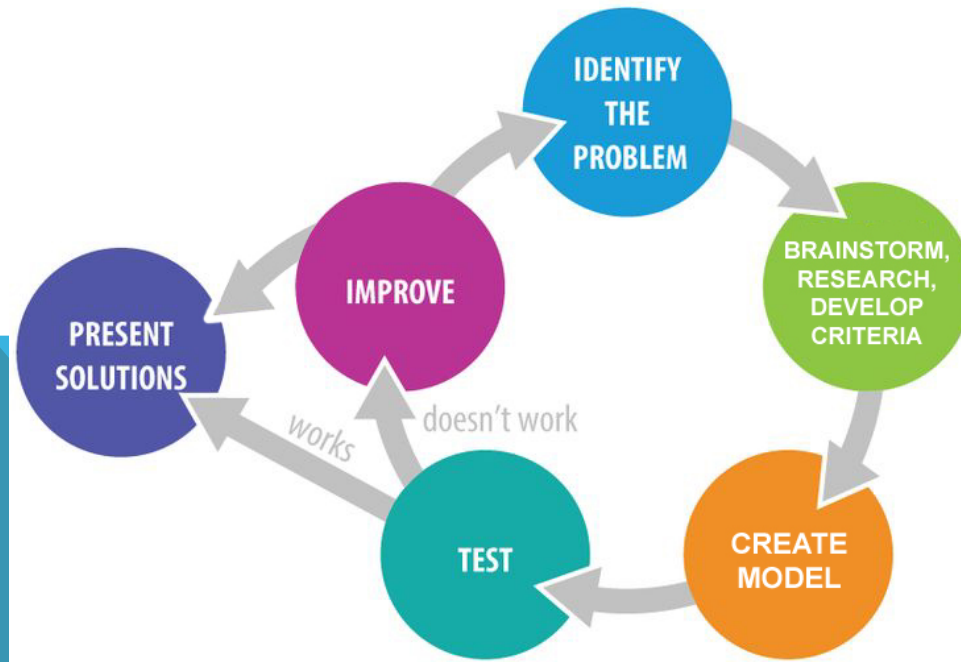 IDENTIFY
THE
PROBLEM
BRAINSTORM,
RESEARCH,
DEVELOP
CRITERIA
IMPROVE
PRESENT
SOLUTIONS
works
doesn't work
TEST
CREATE
MODEL